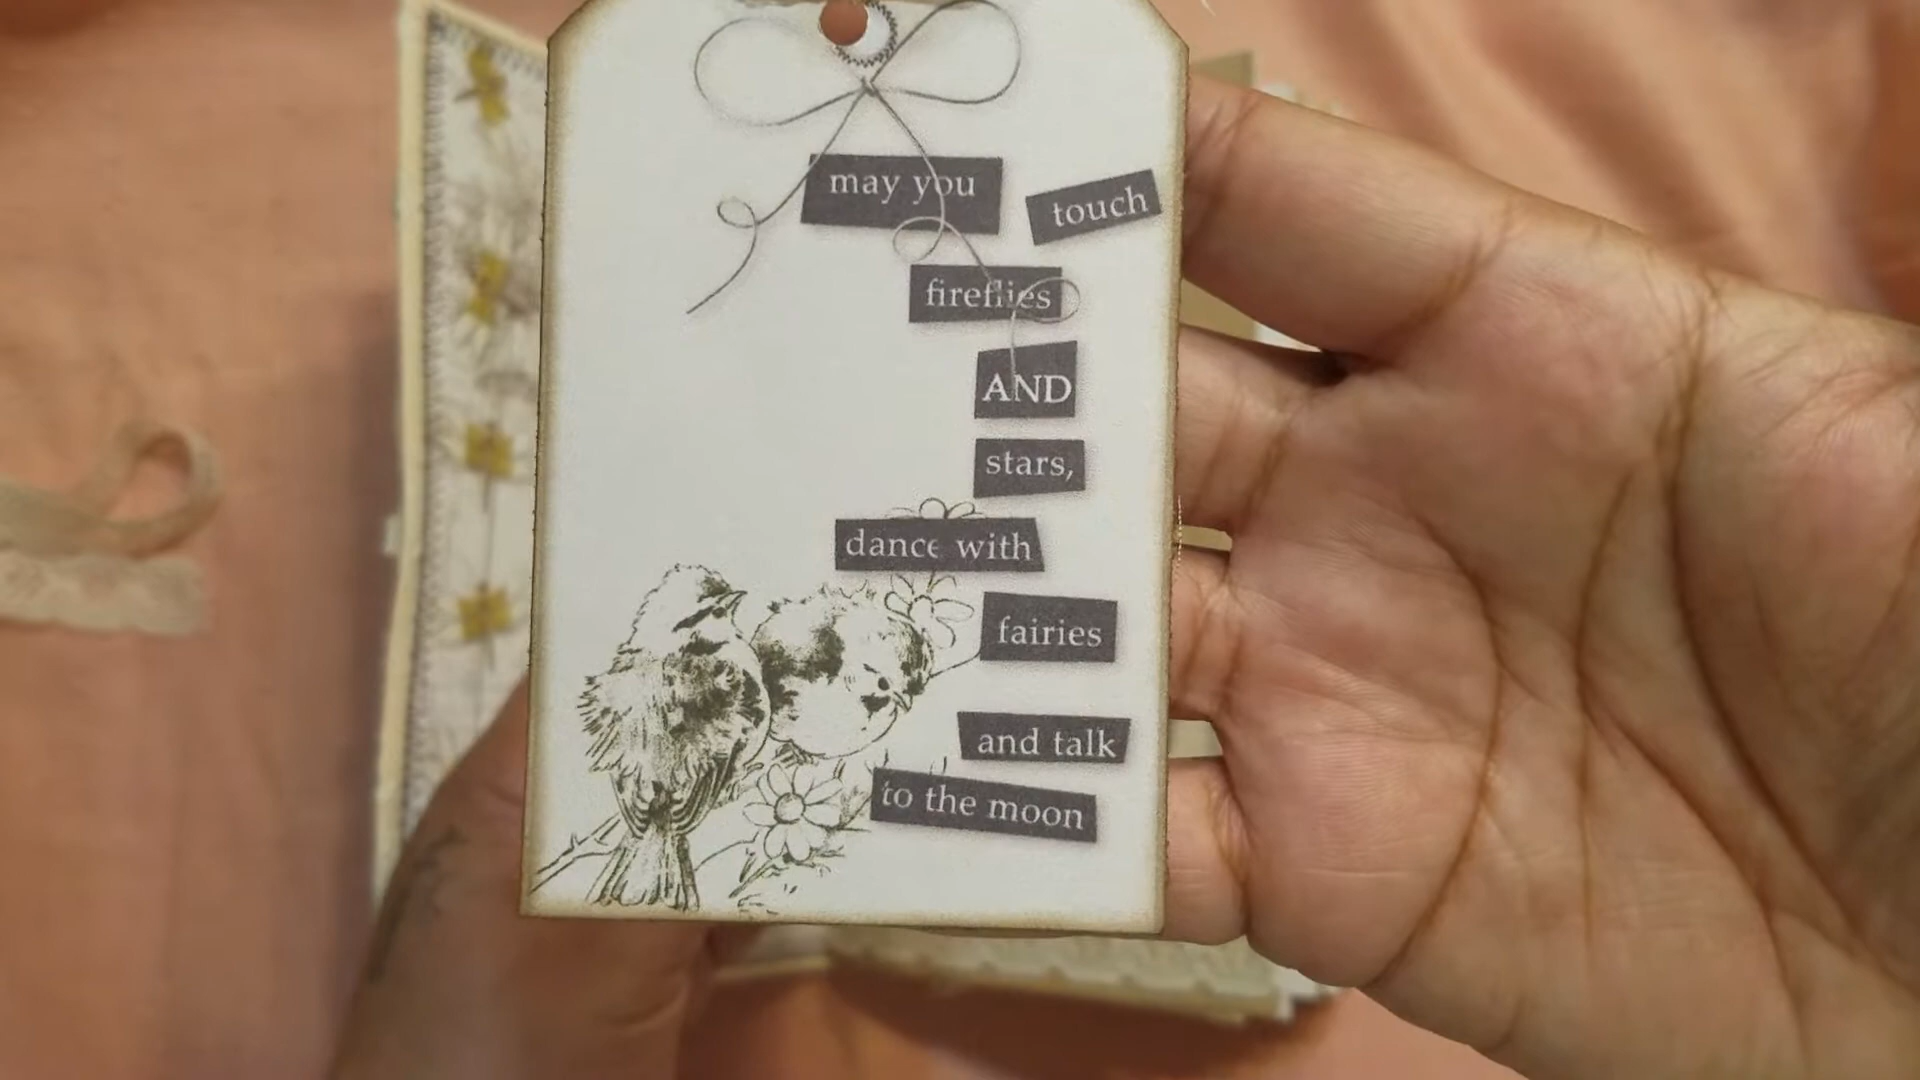 may you
touch
fireflies
AND
stars,
dance with
fairies
and talk
to the moon